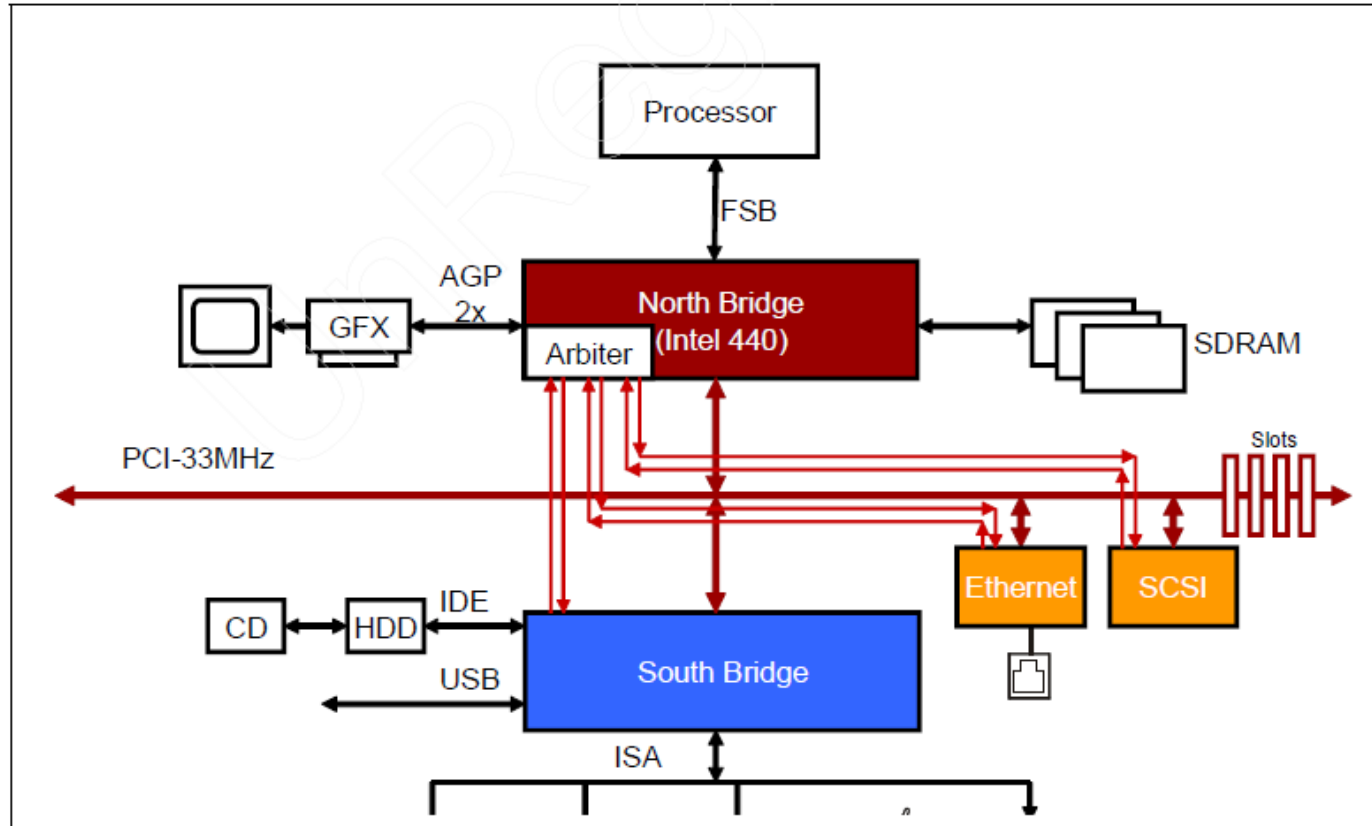 Processor
FSB
AGP
2x
North Bridge
(Intel 440)
GFX
Arbiter
SDRAM
PCI-33MHz
Slots
Ethernet
SCSI
IDE
CD
HDD
South Bridge
USB
ISA
UnReg